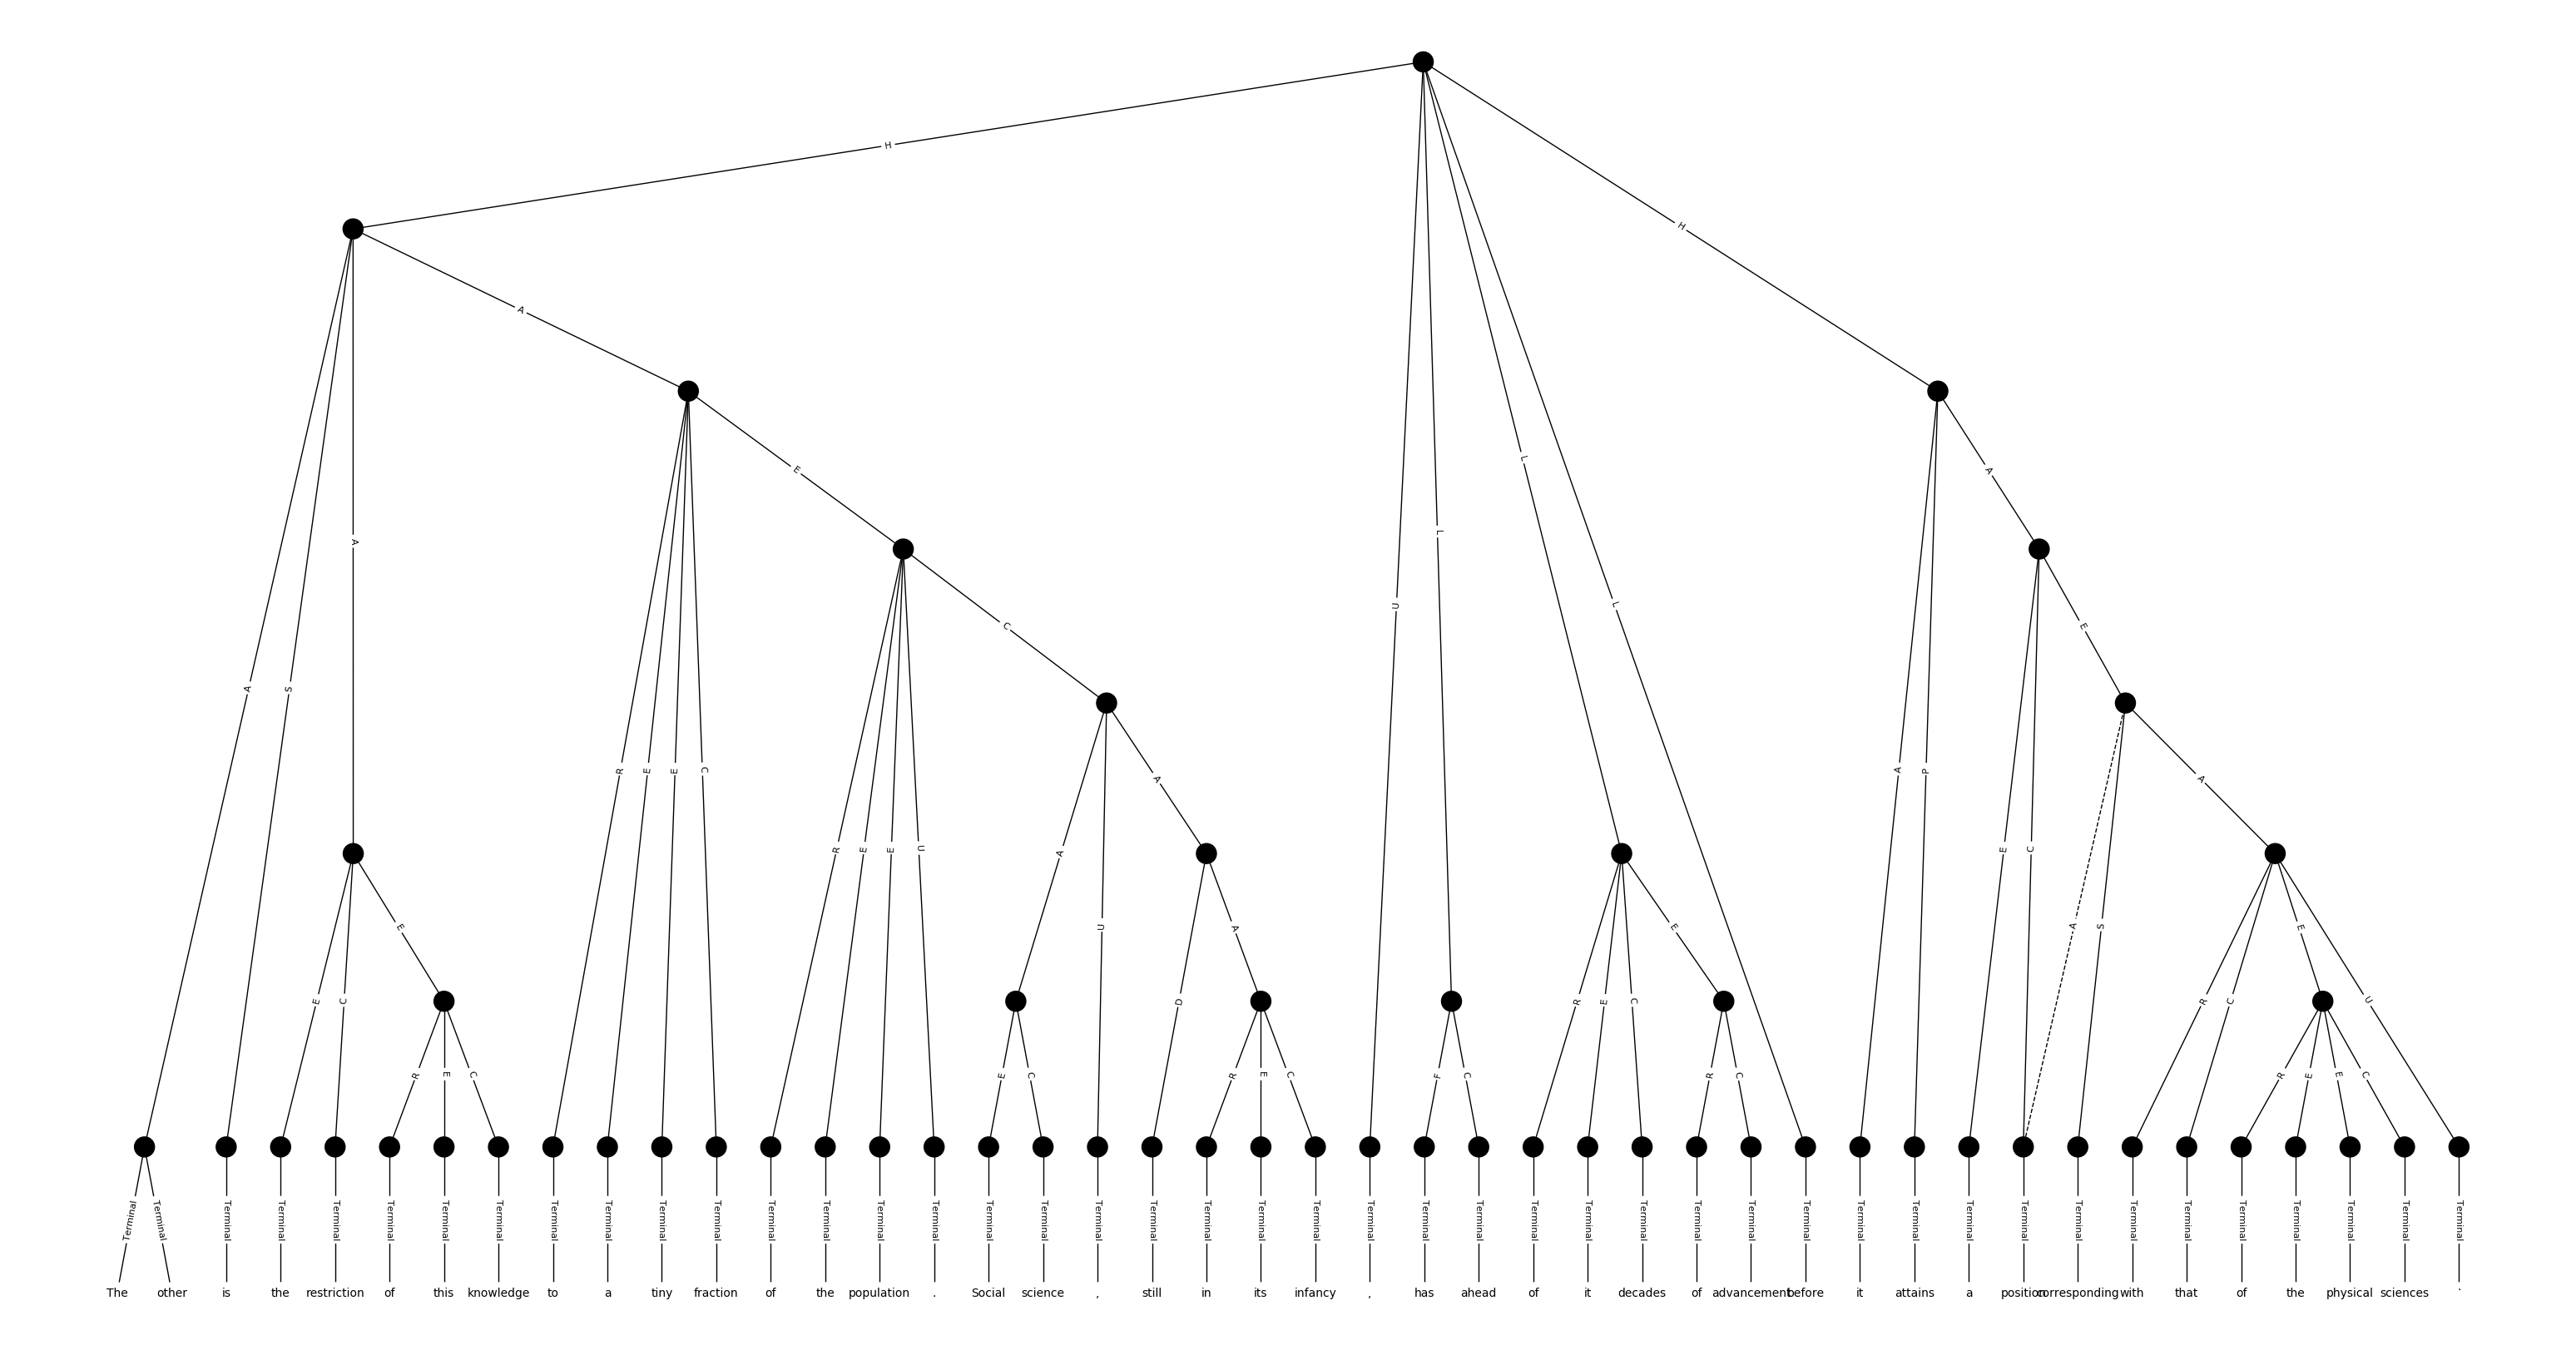 H
H
A
E
A
L
A
L
A
E
C
E
U
A
S
R
E
E
C
A
P
A
R
E
E
U
A
U
E
C
A
S
E
A
A
E
E
C
D
R
E
C
R
C
U
R
E
C
E
C
R
E
C
F
C
R
C
R
E
E
C
Terminal Terminal Terminal Terminal Terminal Terminal Terminal Terminal Terminal Terminal Terminal Terminal Terminal Terminal Terminal Terminal Terminal Terminal Terminal Terminal Terminal Terminal Terminal Terminal Terminal Terminal Terminal Terminal Terminal Terminal Terminal Terminal Terminal Terminal Terminal Terminal Terminal Terminal Terminal Terminal Terminal Terminal Terminal Terminal
The other is the restriction of this knowledge to a tiny fraction of the population . Social science , still in its infancy , has ahead of it decades of advancement before it attains a position corresponding with that of the physical sciences .